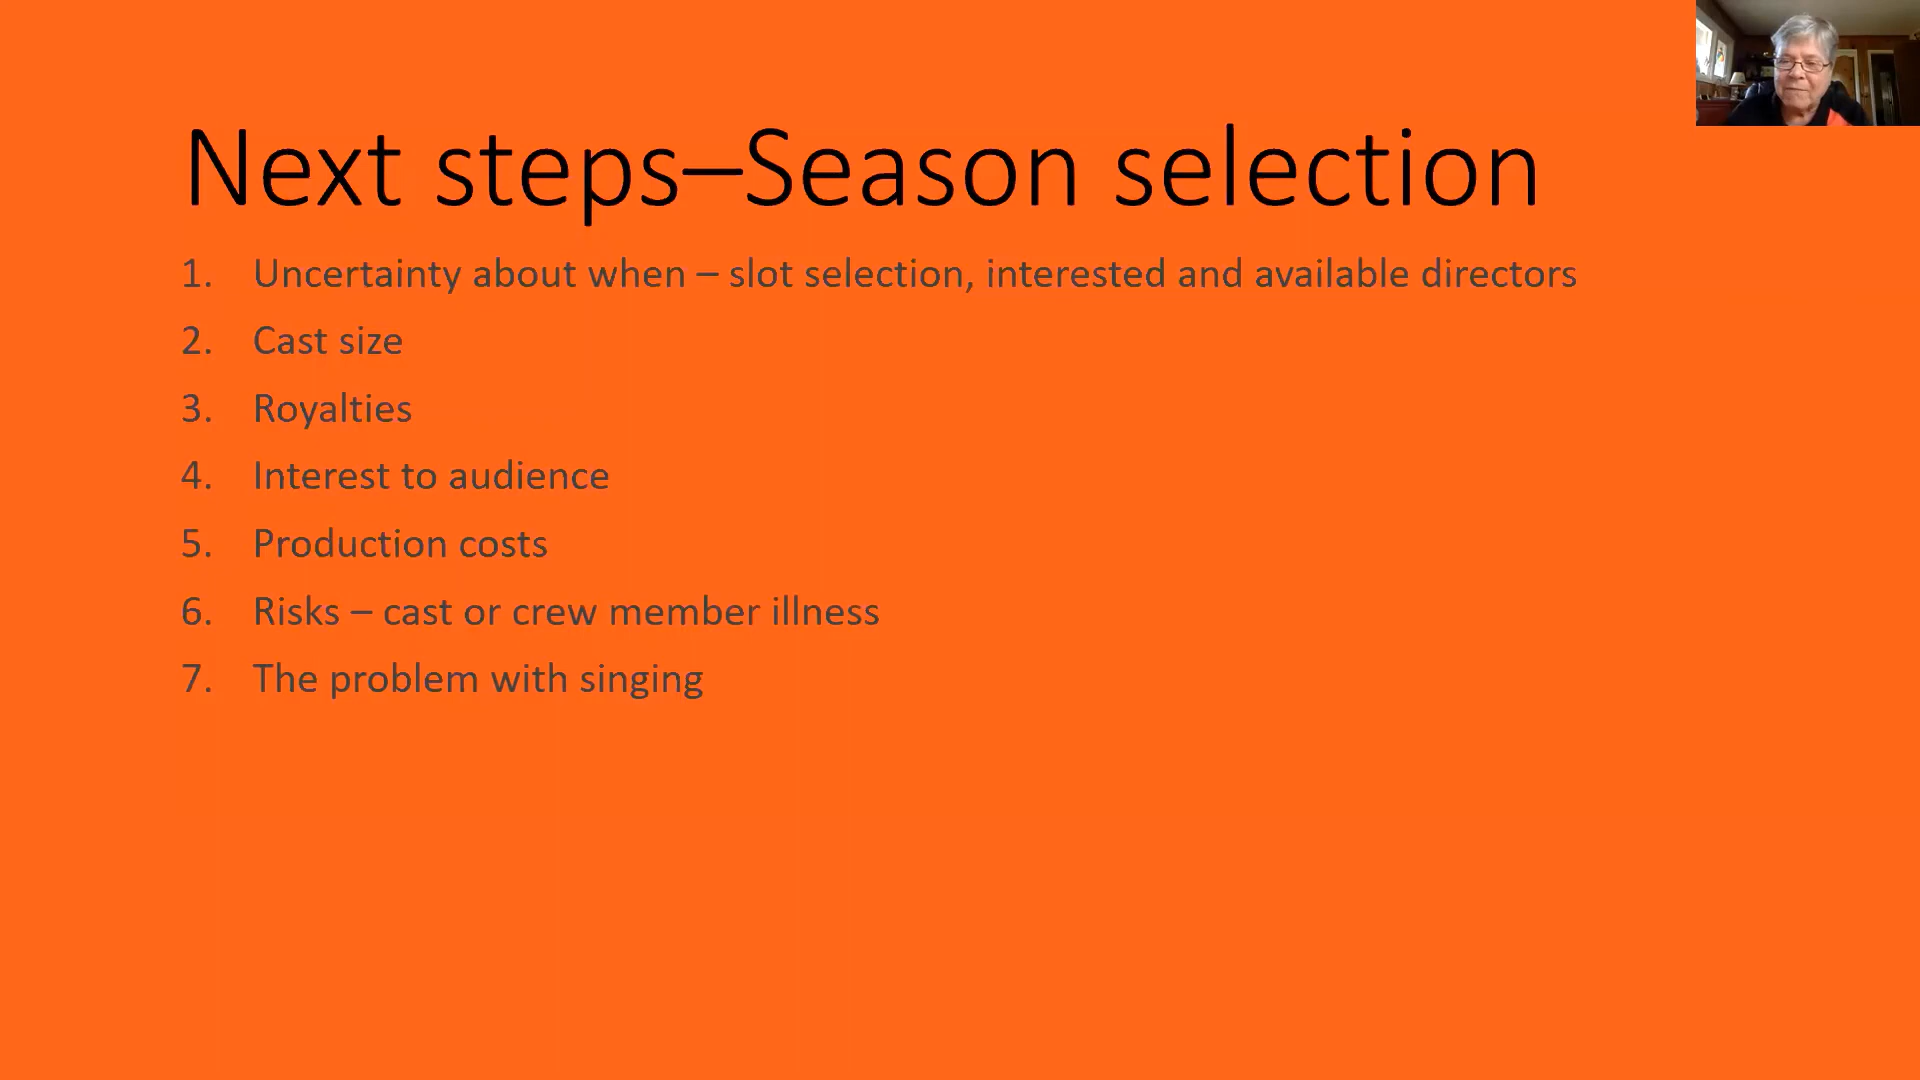 Next steps–Season selection
1. Uncertainty about when – slot selection, interested and available directors
2. Cast size
3. Royalties
4. Interest to audience
5. Production costs
6. Risks – cast or crew member illness
7. The problem with singing